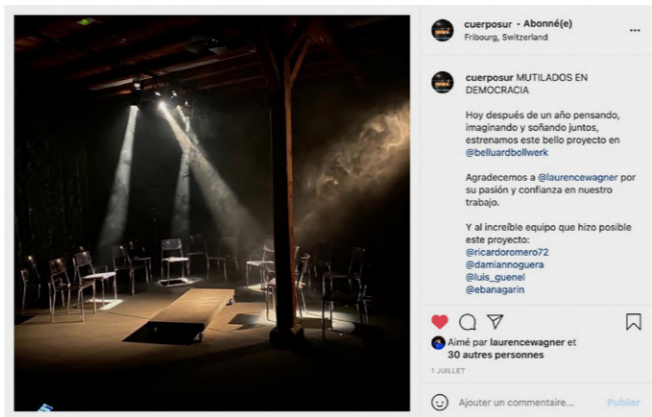 cuerposur • Abonné(e)
Fribourg, Switzerland
cuerposur MUTILADOS EN
DEMOCRACIA
Hoy después de un año pensando,
imaginando y soñando juntos,
estrenamos este bello proyecto en
@belluardbollwerk
Agradecemos a @laurencewagner por
su pasión y confianza en nuestro
trabajo.
Y al increíble equipo que hizo posible
este proyecto:
@ricardoromero72
@damiannoguera
@luis_guenel
@ebanagarin
Aimé par laurencewagner et
30 autres personnes
1 JUILLET
Ajouter un commentaire...
Publier